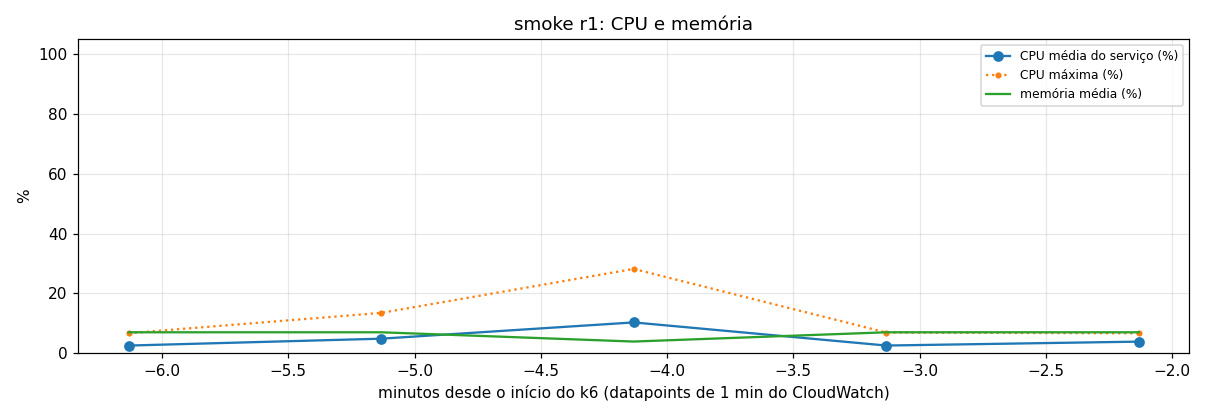 smoke r1: CPU e memória
100
80
60
40
20
0
%
CPU média do serviço (%)
CPU máxima (%)
memória média (%)
−6.0 −5.5 −5.0 −4.5 −4.0 −3.5 −3.0 −2.5 −2.0
minutos desde o início do k6 (datapoints de 1 min do CloudWatch)